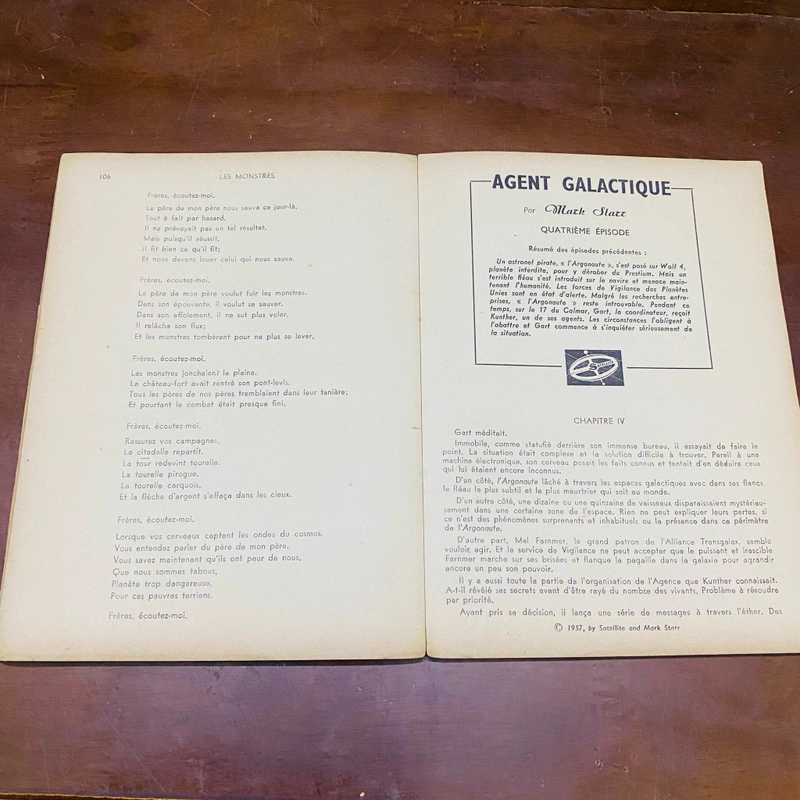 106 LES MONSTRES
Frères, écoutez-moi.
Le père de mon père nous sauva ce jour-là.
Tout à fait par hasard.
Il ne prévoyait pas un tel résultat.
Mais puisqu'il réussit,
Il fit bien ce qu'il fit;
Et nous devons louer celui qui nous sauva.
Frères, écoutez-moi.
Le père de mon père voulut fuir les monstres.
Dans son épouvante, il voulut se sauver.
Dans son affolement, il ne sut plus voler.
Il relâcha son flux;
Et les monstres tombèrent pour ne plus se lever.
Frères, écoutez-moi.
Les monstres jonchaient la plaine.
Le château-fort avait rentré son pont-levis.
Tous les pères de nos pères tremblaient dans leur tanière;
Et pourtant le combat était presque fini.
Frères, écoutez-moi.
Rassurez vos campagnes.
La citadelle repartit.
La tour redevint tourelle.
La tourelle pirogue.
La tourelle carquois.
Et la flèche d'argent s'effaça dans les cieux.
Frères, écoutez-moi.
Lorsque vos cerveaux captent les ondes du cosmos,
Vous entendez parler du père de mon père.
Vous savez maintenant qu'ils ont peur de nous,
Que nous sommes tabous,
Planète trop dangereuse,
Pour ces pauvres terriens.
Frères, écoutez-moi.
AGENT GALACTIQUE
Par Mark Starr
QUATRIÈME ÉPISODE
Résumé des épisodes précédentes :
Un astronef pirate, « l'Argonaute », s'est posé sur Wolf 4,
planète interdite, pour y dérober du Prestium. Mais un
terrible fléau s'est introduit sur le navire et menace main-
tenant l'humanité. Les forces de Vigilance des Planètes
Unies sont en état d'alerte. Malgré les recherches entre-
prises, « l'Argonaute » reste introuvable. Pendant ce
temps, sur le 17 du Calmar, Gart, le coordinateur, reçoit
Kunther, un de ses agents. Les circonstances l'obligent à
l'abattre et Gart commence à s'inquiéter sérieusement de
la situation.
CHAPITRE IV
Gart méditait.
Immobile, comme statufié derrière son immense bureau, il essayait de faire le
point. La situation était complexe et la solution difficile à trouver. Pareil à une
machine électronique, son cerveau posait les faits connus et tentait d'en déduire ceux
qui lui étaient encore inconnus.
D'un côté, l'Argonaute lâché à travers les espaces galactiques avec dans ses flancs
le fléau le plus subtil et le plus meurtrier qui soit au monde.
D'un autre côté, une dizaine ou une quinzaine de vaisseaux disparaissaient mystérieu-
sement dans une certaine zone de l'espace. Rien ne peut expliquer leurs pertes, si
ce n'est des phénomènes surprenants et inhabituels ou la présence dans ce périmètre
de l'Argonaute.
D'autre part, Mel Farnmer, le grand patron de l'Alliance Transgalax, semble
vouloir agir. Et le service de Vigilance ne peut accepter que le puissant et irascible
Farnmer marche sur ses brisées et flanque la pagaille dans la galaxie pour agrandir
encore un peu son pouvoir.
Il y a aussi toute la partie de l'organisation de l'Agence que Kunther connaissait.
A-t-il révélé ses secrets avant d'être rayé du nombre des vivants. Problème à résoudre
par priorité.
Ayant pris sa décision, il lança une série de messages à travers l'éther. Des
© 1957, by Satellite and Mark Starr